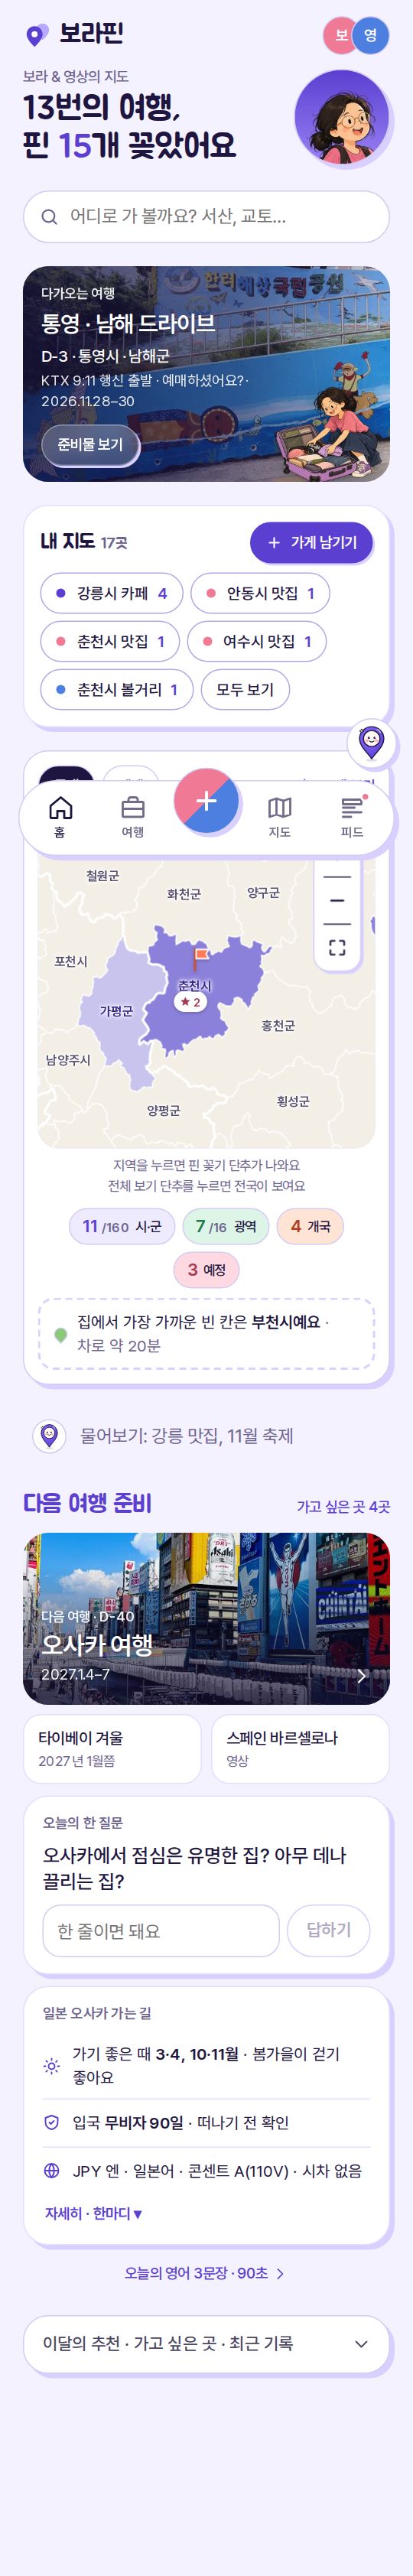 보라핀
보 영
보라 & 영상의 지도
13번의 여행,
핀 15개 꽂았어요
어디로 가 볼까요? 서산, 교토...
한려해상국립공원
다가오는 여행
통영 · 남해 드라이브
D-3 · 통영시 · 남해군
KTX 9:11 행신 출발 · 예매하셨어요? ·
2026.11.28–30
준비물 보기
내 지도 17곳
+ 가게 남기기
강릉시 카페 4
안동시 맛집 1
춘천시 맛집 1
여수시 맛집 1
춘천시 볼거리 1
모두 보기
홈
여행
지도
피드
철원군
화천군
양구군
포천시
춘천시
가평군
★ 2
홍천군
남양주시
양평군
횡성군
지역을 누르면 핀 꽂기 단추가 나와요
전체 보기 단추를 누르면 전국이 보여요
11 /160 시·군
7 /16 광역
4 개국
3 예정
집에서 가장 가까운 빈 칸은 부천시예요 ·
차로 약 20분
물어보기: 강릉 맛집, 11월 축제
다음 여행 준비
가고 싶은 곳 4곳
Asahi
다음 여행 · D-40
오사카 여행
2027.1.4–7
타이베이 겨울
2027년 1월쯤
스페인 바르셀로나
영상
오늘의 한 질문
오사카에서 점심은 유명한 집? 아무 데나
끌리는 집?
한 줄이면 돼요
답하기
일본 오사카 가는 길
가기 좋은 때 3·4, 10·11월 · 봄가을이 걷기
좋아요
입국 무비자 90일 · 떠나기 전 확인
JPY 엔 · 일본어 · 콘센트 A(110V) · 시차 없음
자세히 · 한마디 ▾
오늘의 영어 3문장 · 90초
이달의 추천 · 가고 싶은 곳 · 최근 기록